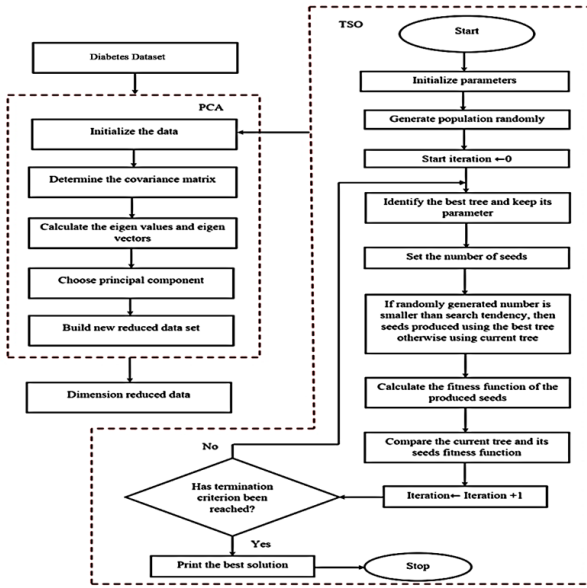 Diabetes Dataset
PCA
Initialize the data
Determine the covariance matrix
Calculate the eigen values and eigen
vectors
Choose principal component
Build new reduced data set
Dimension reduced data
TSO
Start
Initialize parameters
Generate population randomly
Start iteration ←0
Identify the best tree and keep its
parameter
Set the number of seeds
If randomly generated number is
smaller than search tendency, then
seeds produced using the best tree
otherwise using current tree
Calculate the fitness function of the
produced seeds
Compare the current tree and its
seeds fitness function
Iteration← Iteration +1
No
Has termination
criterion been
reached?
Yes
Print the best solution
Stop